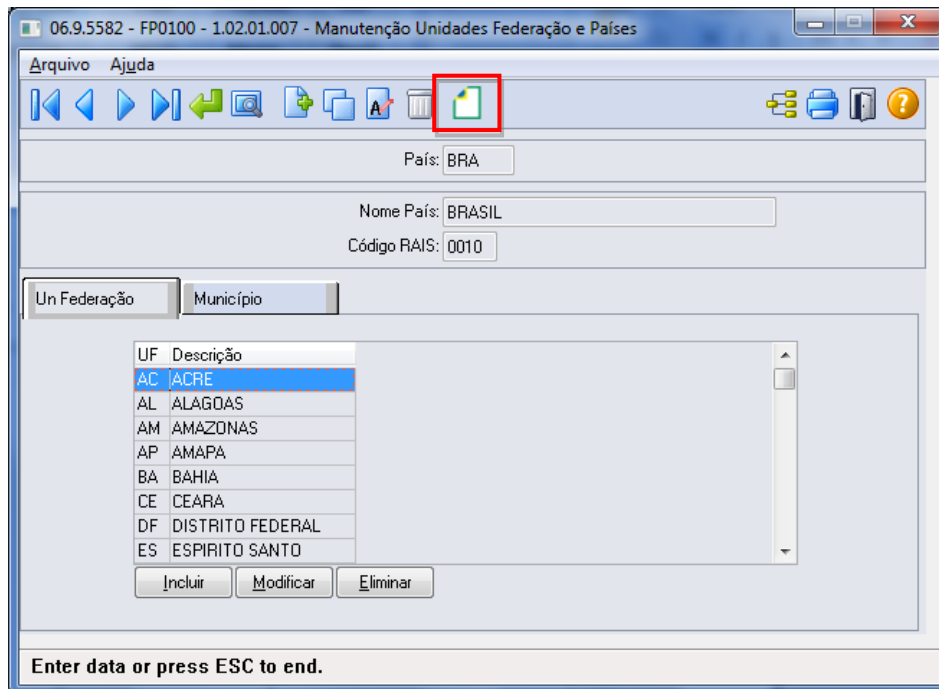 06.9.5582 - FP0100 - 1.02.01.007 - Manutenção Unidades Federação e Países
Arquivo Ajuda
País: BRA
Nome País: BRASIL
Código RAIS: 0010
Un Federação Município
UF Descrição
AC ACRE
AL ALAGOAS
AM AMAZONAS
AP AMAPA
BA BAHIA
CE CEARA
DF DISTRITO FEDERAL
ES ESPIRITO SANTO
Incluir Modificar Eliminar
Enter data or press ESC to end.